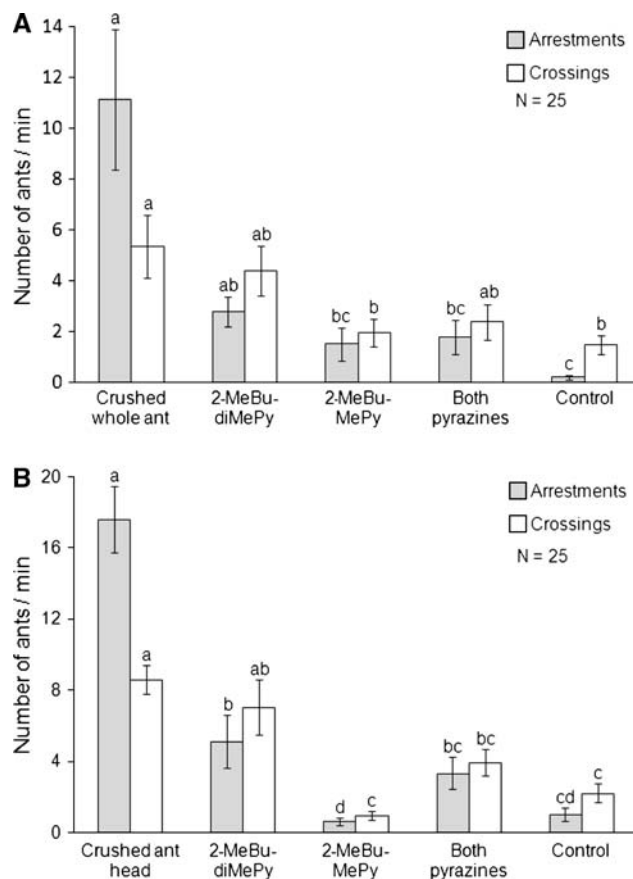 A
14
12
10
8
6
4
2
0
Number of ants / min
Arrestments
Crossings
N = 25
a
a
ab
ab
bc
b
bc
ab
c
b
Crushed
whole ant
2-MeBu-
diMePy
2-MeBu-
MePy
Both
pyrazines
Control
B
20
16
12
8
4
0
Number of ants / min
Arrestments
Crossings
N = 25
a
a
b
ab
d
c
bc
bc
cd
c
Crushed ant
head
2-MeBu-
diMePy
2-MeBu-
MePy
Both
pyrazines
Control